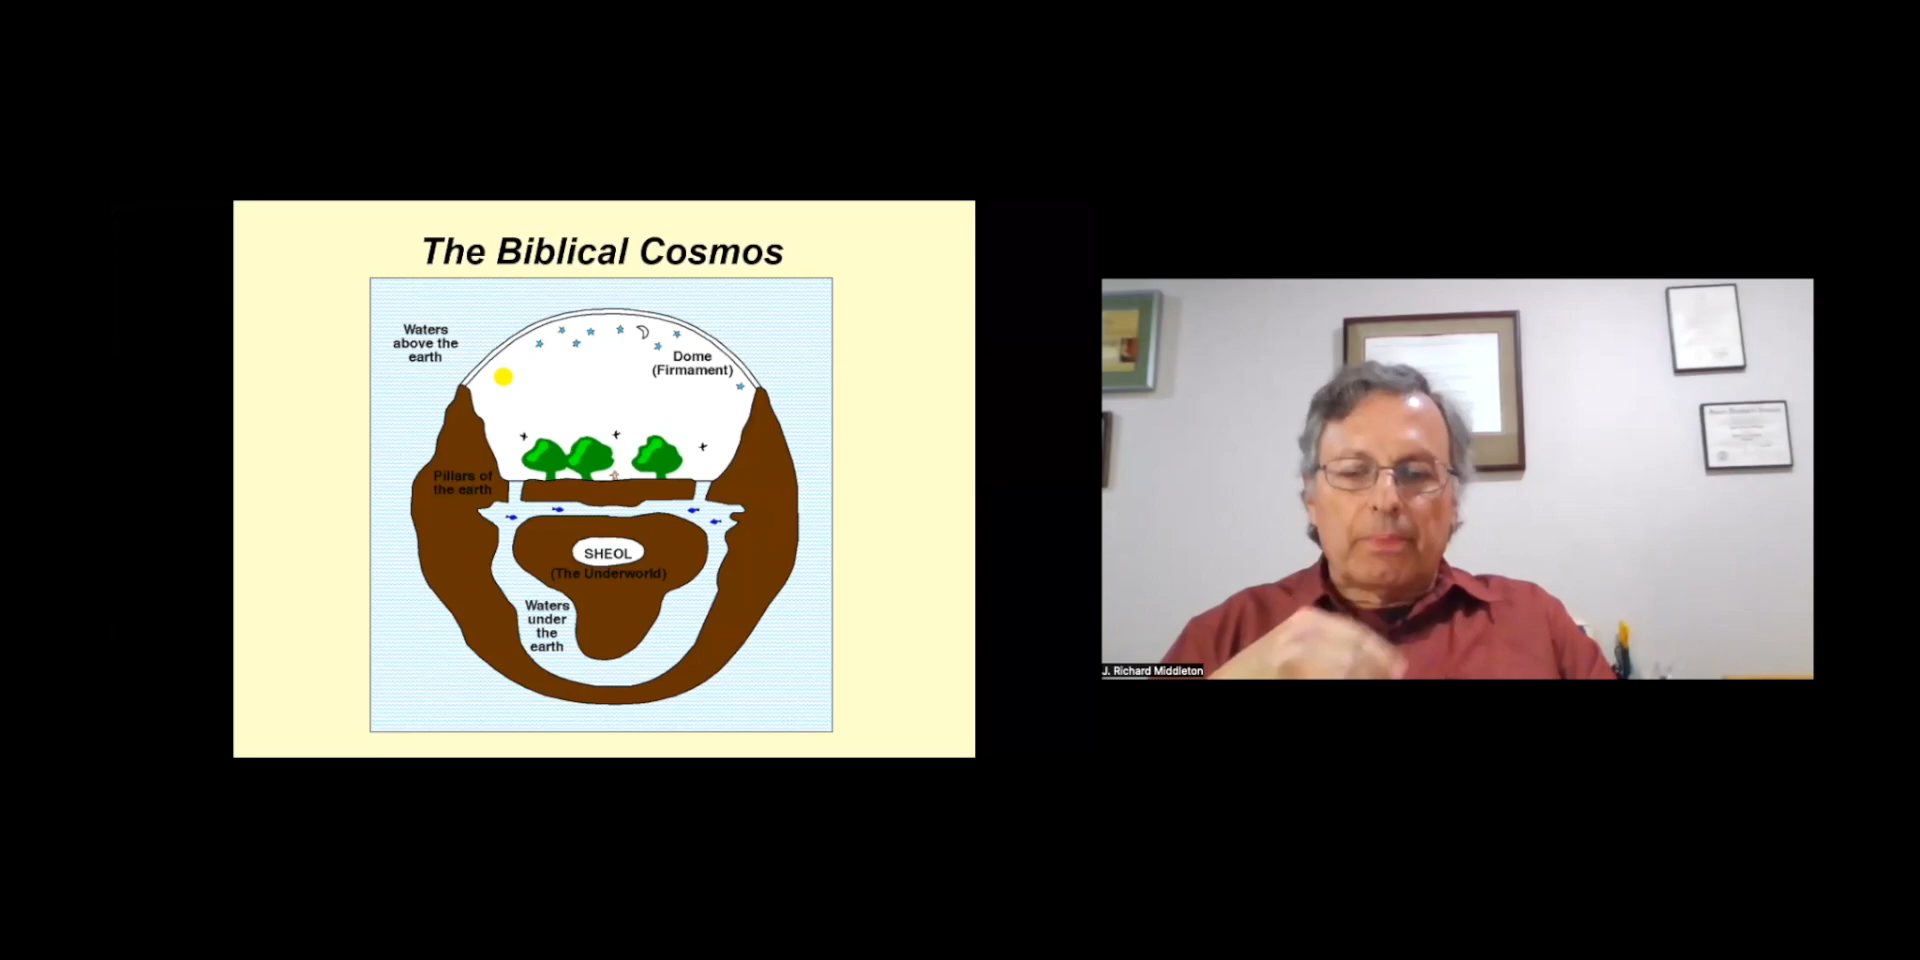 The Biblical Cosmos
Waters
above the
earth
Dome
(Firmament)
Pillars of
the earth
SHEOL
(The Underworld)
Waters
under
the
earth
J. Richard Middleton